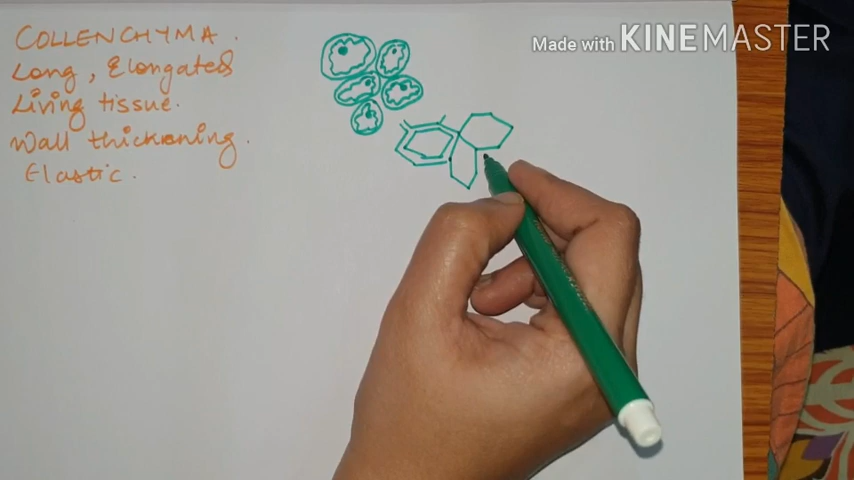 COLLENCHYMA.
Long, Elongated
Living tissue.
Wall thickening.
Elastic.
Made with KINEMASTER